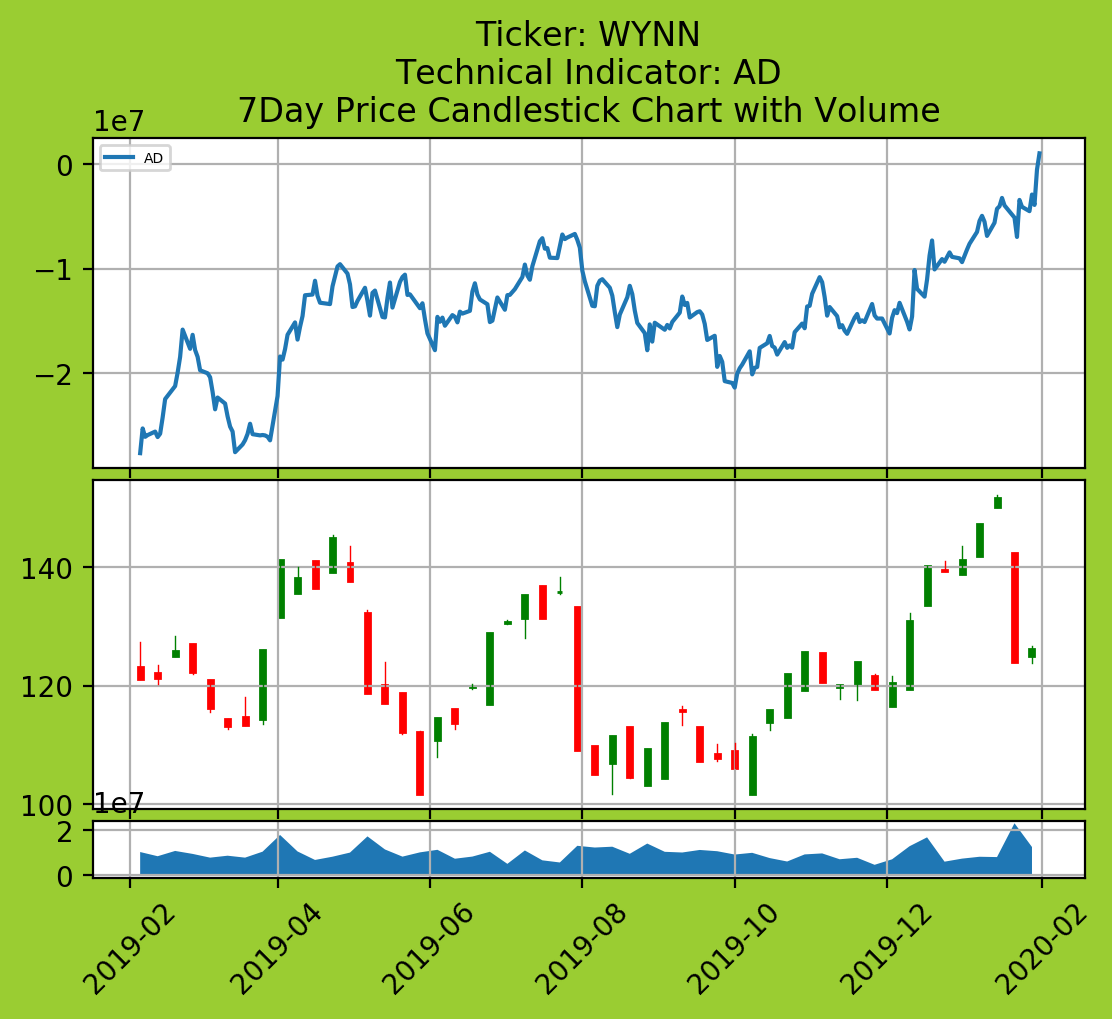 Ticker: WYNN
Technical Indicator: AD
7Day Price Candlestick Chart with Volume
1e7
AD
0
−1
−2
140
120
100
1e7
2
0
2019-02
2019-04
2019-06
2019-08
2019-10
2019-12
2020-02